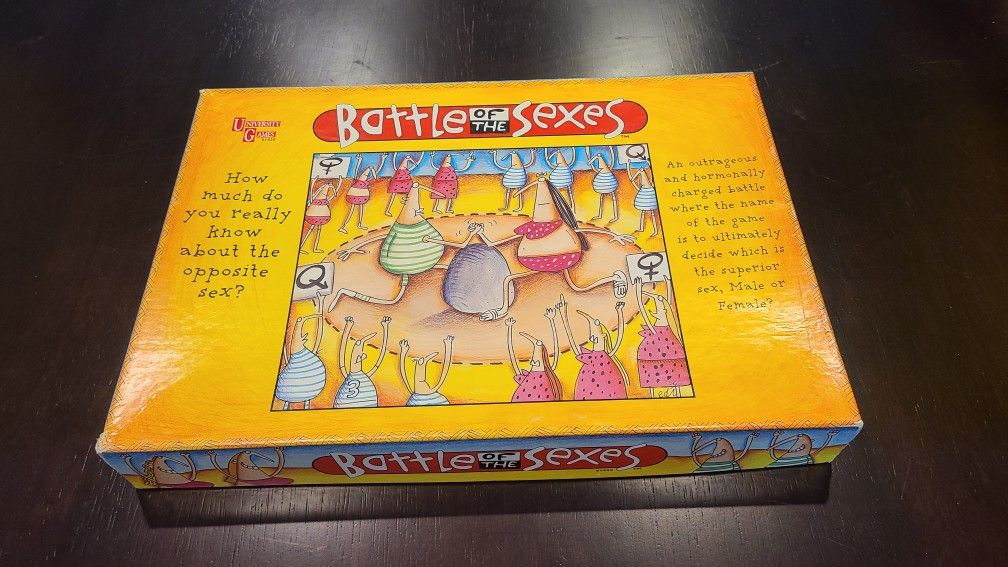 BATTLE OF THE SEXES™
UNIVERSITY
GAMES
How
much do
you really
know
about the
opposite
sex?
An outrageous
and hormonally
charged battle
where the name
of the game
is to ultimately
decide which is
the superior
sex, Male or
Female?
3
BATTLE OF THE SEXES